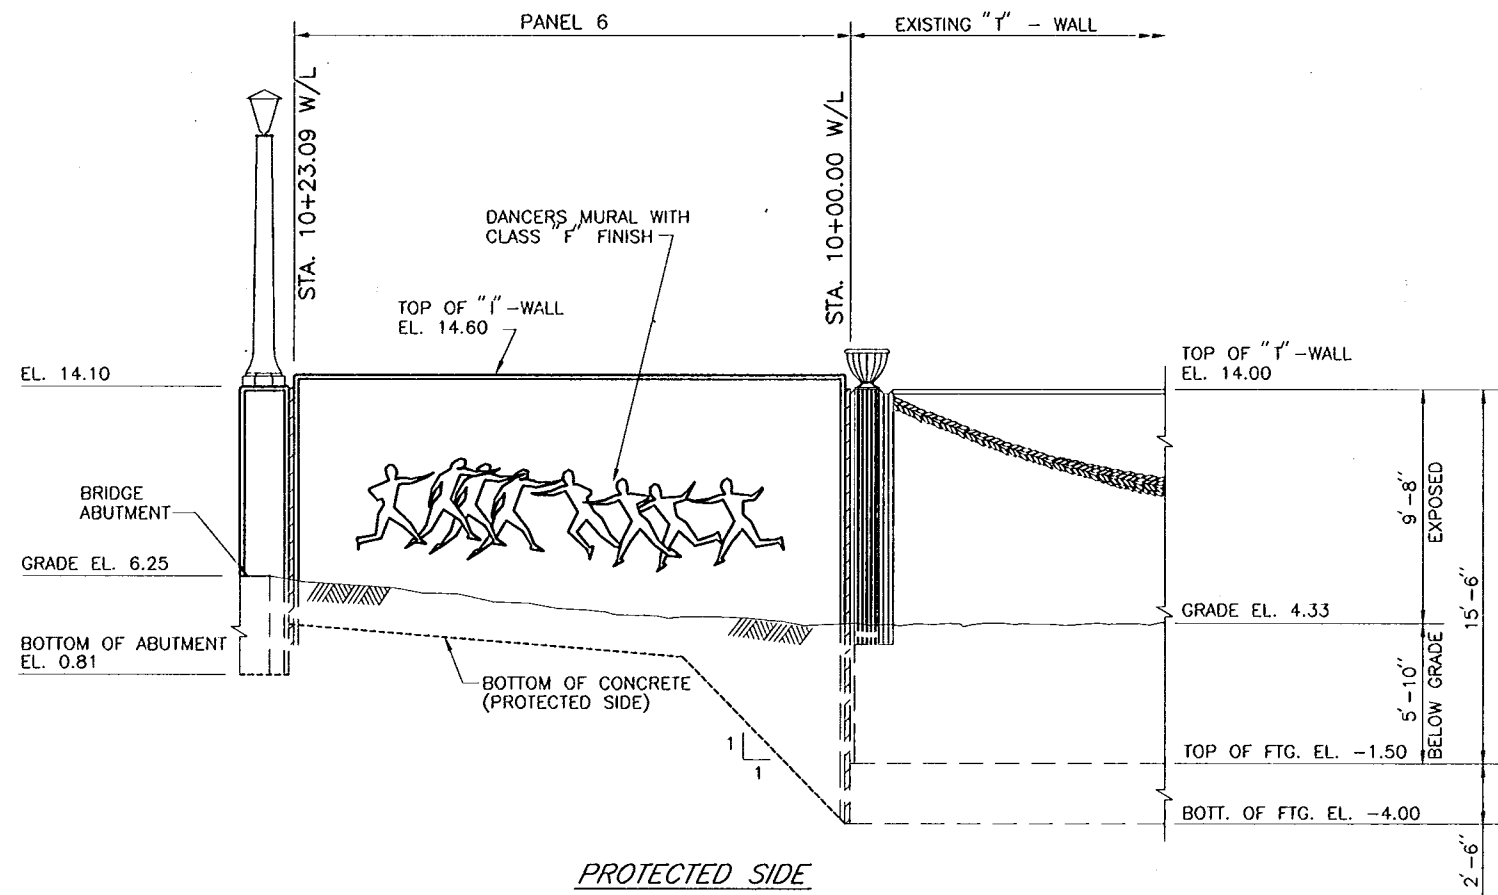 PANEL 6
EXISTING "T" - WALL
STA. 10+23.09 W/L
STA. 10+00.00 W/L
DANCERS MURAL WITH
CLASS "F" FINISH
TOP OF "I"-WALL
EL. 14.60
EL. 14.10
TOP OF "T"-WALL
EL. 14.00
BRIDGE
ABUTMENT
9'-8"
EXPOSED
GRADE EL. 6.25
GRADE EL. 4.33
15'-6"
BOTTOM OF ABUTMENT
EL. 0.81
BOTTOM OF CONCRETE
(PROTECTED SIDE)
5'-10"
BELOW GRADE
1
1
TOP OF FTG. EL. -1.50
BOTT. OF FTG. EL. -4.00
2'-6"
PROTECTED SIDE